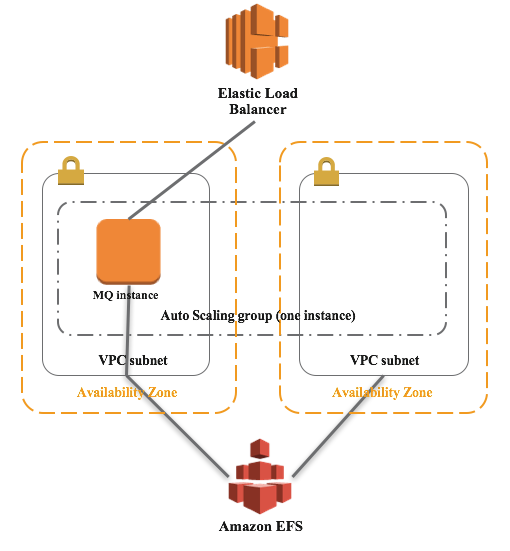 Elastic Load
Balancer
MQ instance
Auto Scaling group (one instance)
VPC subnet
VPC subnet
Availability Zone
Availability Zone
Amazon EFS